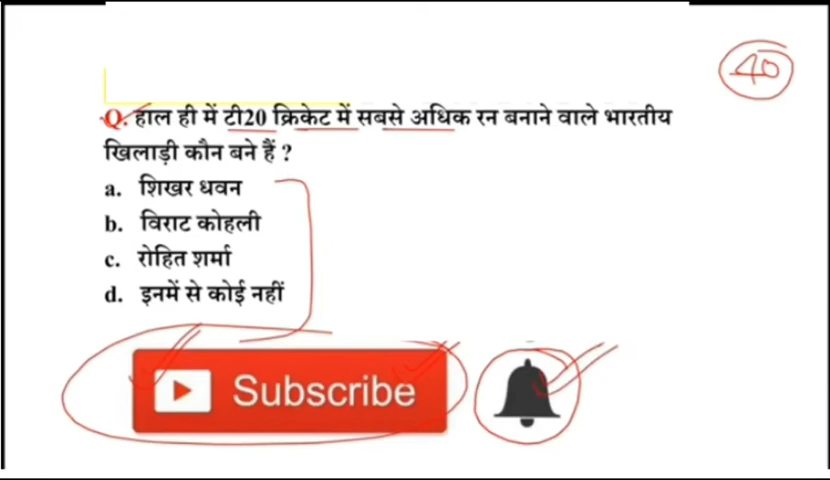 40
Q. हाल ही में टी20 क्रिकेट में सबसे अधिक रन बनाने वाले भारतीय
खिलाड़ी कौन बने हैं ?
a. शिखर धवन
b. विराट कोहली
c. रोहित शर्मा
d. इनमें से कोई नहीं
Subscribe